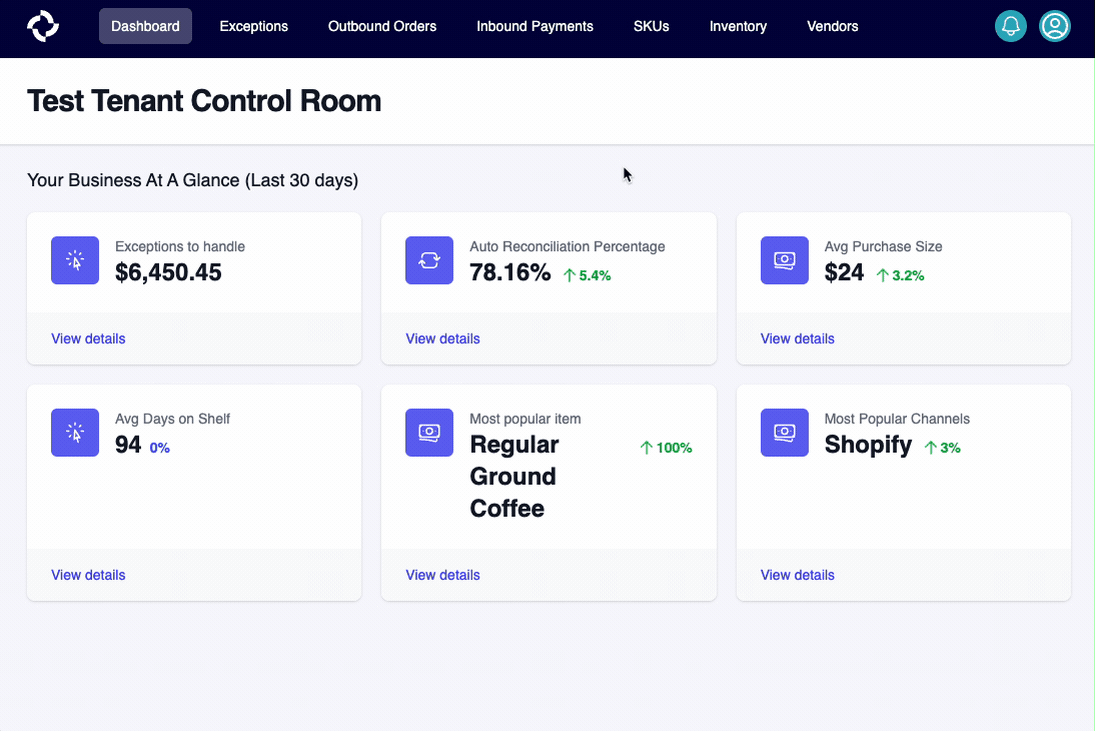 Dashboard Exceptions Outbound Orders Inbound Payments SKUs Inventory Vendors
Test Tenant Control Room
Your Business At A Glance (Last 30 days)
Exceptions to handle
$6,450.45
View details
Auto Reconciliation Percentage
78.16% 5.4%
View details
Avg Purchase Size
$24 3.2%
View details
Avg Days on Shelf
94 0%
View details
Most popular item
Regular 100%
Ground
Coffee
View details
Most Popular Channels
Shopify 3%
View details